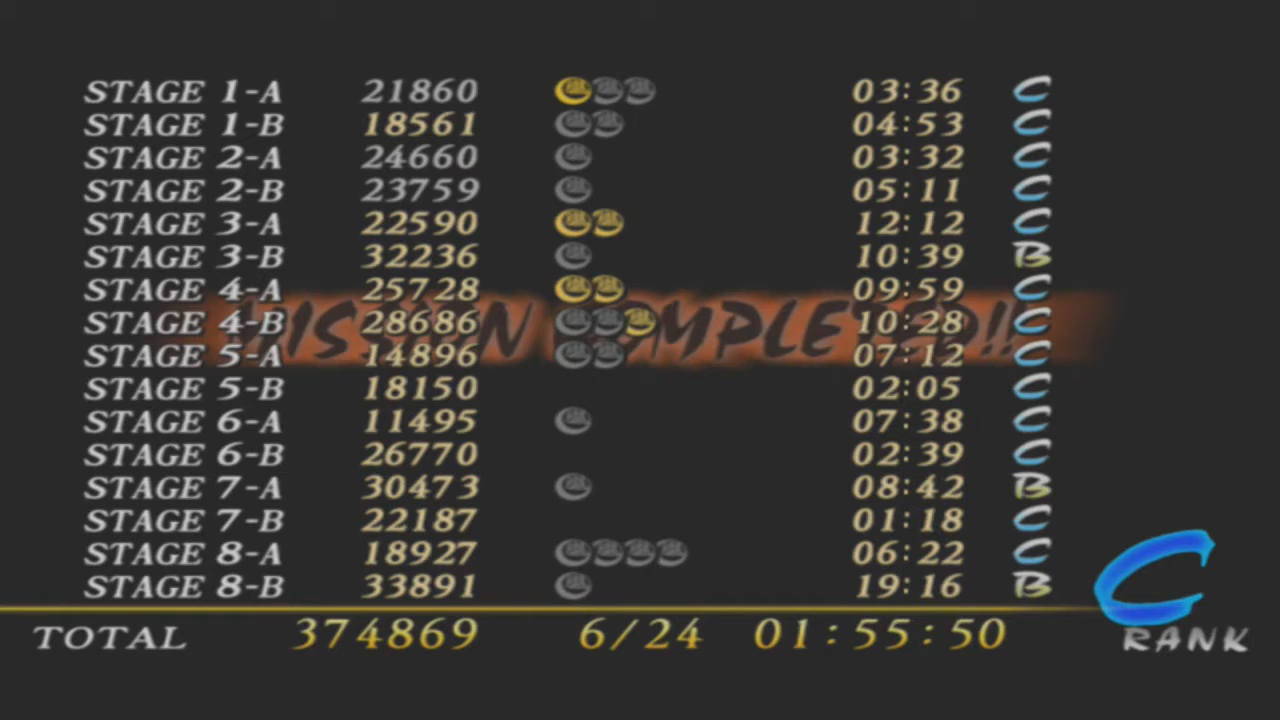 STAGE 1-A 21860 03:36 C
STAGE 1-B 18561 04:53 C
STAGE 2-A 24660 03:32 C
STAGE 2-B 23759 05:11 C
STAGE 3-A 22590 12:12 C
STAGE 3-B 32236 10:39 B
STAGE 4-A 25728 09:59 C
MISSION COMPLETED!!
STAGE 4-B 28686 10:28 C
STAGE 5-A 14896 07:12 C
STAGE 5-B 18150 02:05 C
STAGE 6-A 11495 07:38 C
STAGE 6-B 26770 02:39 C
STAGE 7-A 30473 08:42 B
STAGE 7-B 22187 01:18 C
STAGE 8-A 18927 06:22 C
STAGE 8-B 33891 19:16 B
TOTAL 374869 6/24 01:55:50 C RANK